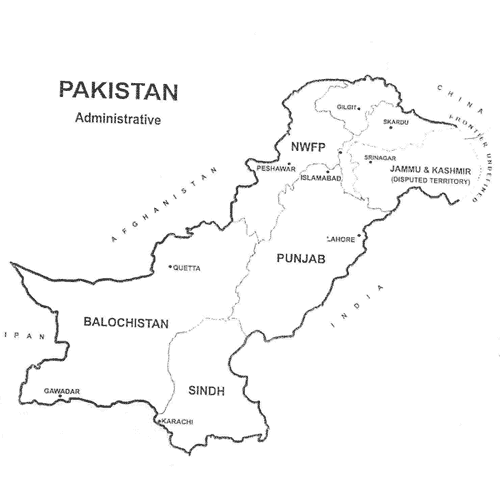 PAKISTAN
Administrative
CHINA
FRONTIER UNDEFINED
GILGIT
SKARDU
NWFP
SRINAGAR
PESHAWAR
ISLAMABAD
JAMMU & KASHMIR
(DISPUTED TERRITORY)
AFGHANISTAN
LAHORE
PUNJAB
QUETTA
INDIA
BALOCHISTAN
IPAN
SINDH
GAWADAR
KARACHI